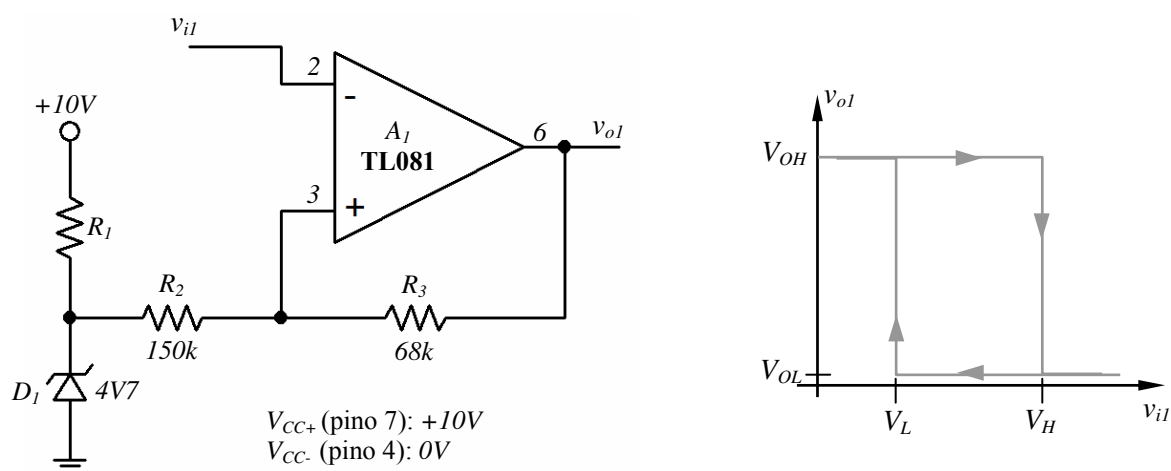 v_i1
+10V
R_1
D_1
4V7
R_2
150k
R_3
68k
2
-
3
+
A_1
TL081
6
v_o1
V_CC+ (pino 7): +10V
V_CC- (pino 4): 0V
v_o1
V_OH
V_OL
V_L
V_H
v_i1